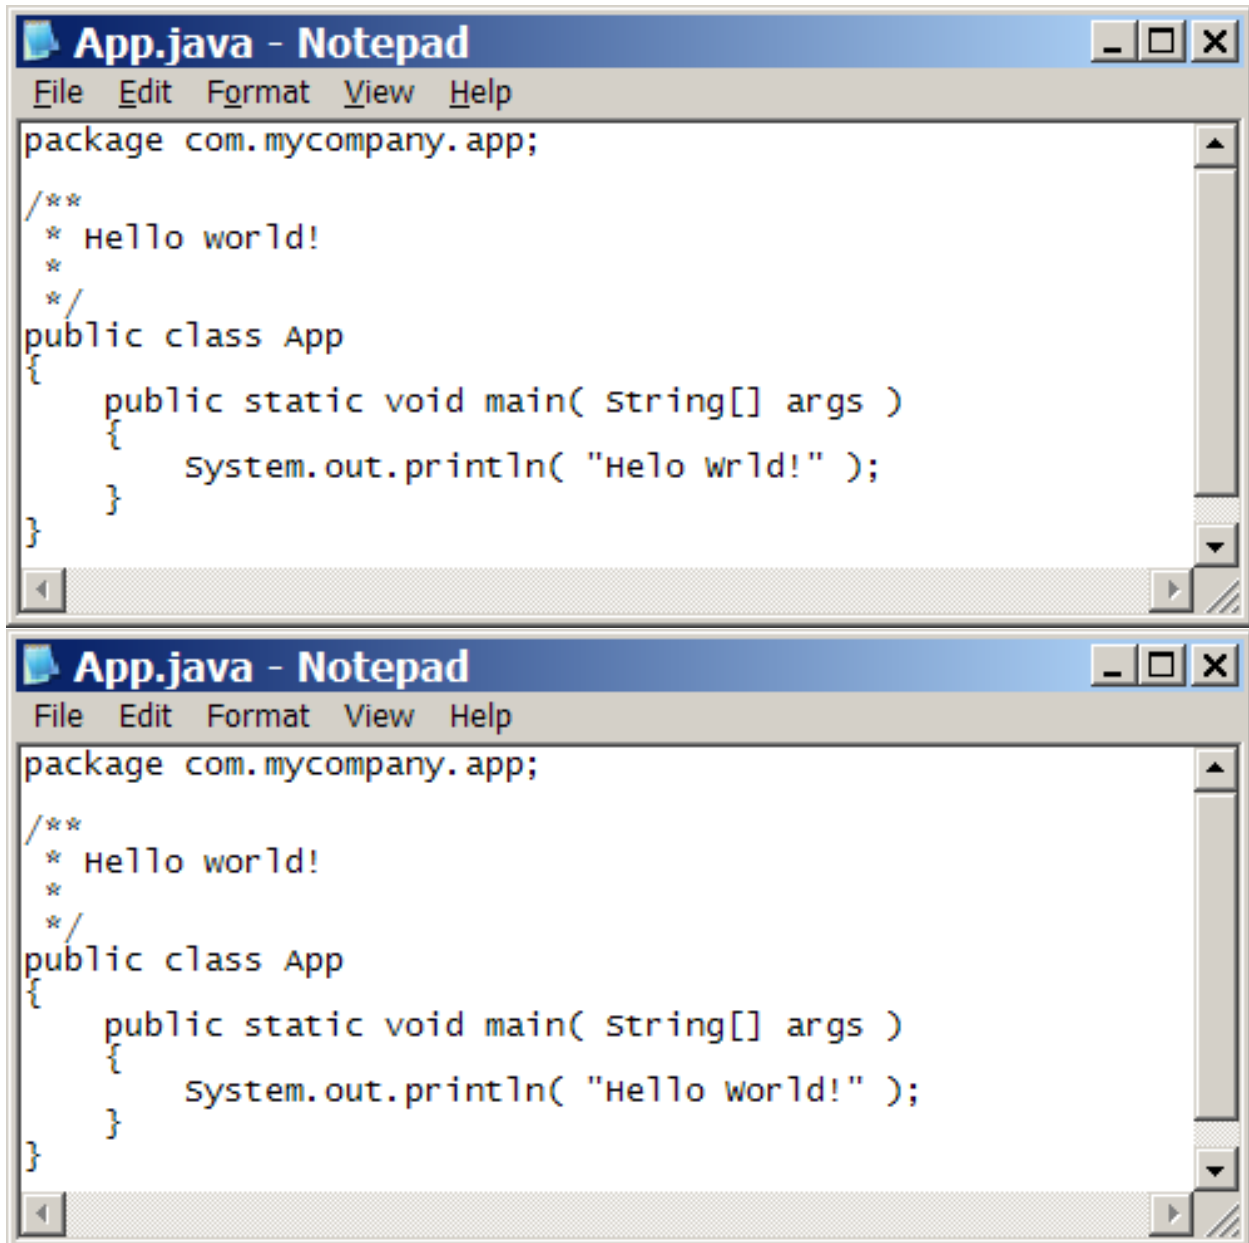 App.java - Notepad
File Edit Format View Help
package com.mycompany.app;
/**
 * Hello world!
 *
 */
public class App
{
    public static void main( String[] args )
    {
        System.out.println( "Helo Wrld!" );
    }
}
App.java - Notepad
File Edit Format View Help
package com.mycompany.app;
/**
 * Hello world!
 *
 */
public class App
{
    public static void main( String[] args )
    {
        System.out.println( "Hello World!" );
    }
}